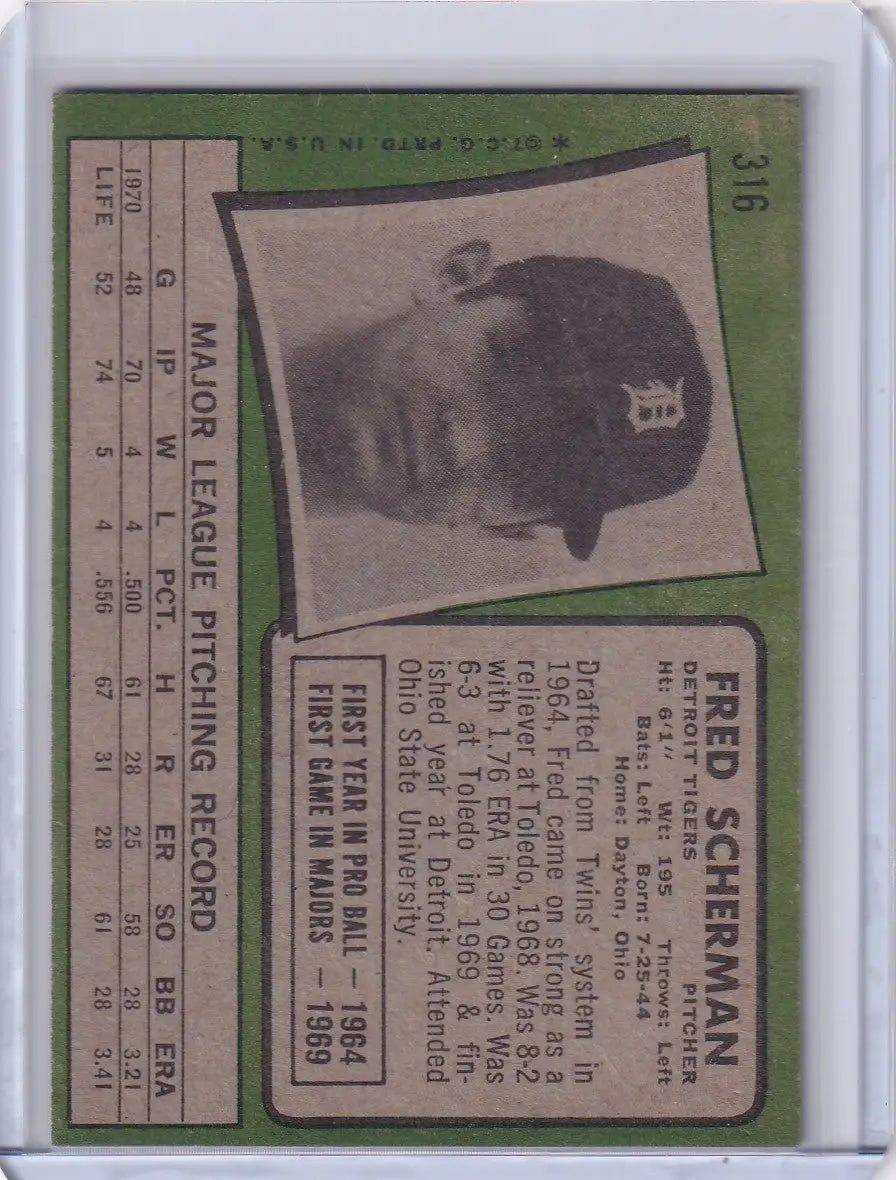 316
* ©T.C.G. PRTD. IN U.S.A.
FRED SCHERMAN
DETROIT TIGERS PITCHER
Ht: 6/1" Wt: 195 Throws: Left
Bats: Left Born: 7-25-44
Home: Dayton, Ohio
Drafted from Twins' system in
1964, Fred came on strong as a
reliever at Toledo, 1968. Was 8-2
with 1.76 ERA in 30 Games. Was
6-3 at Toledo in 1969 & fin-
ished year at Detroit. Attended
Ohio State University.
FIRST YEAR IN PRO BALL — 1964
FIRST GAME IN MAJORS — 1969
MAJOR LEAGUE PITCHING RECORD
G IP W L PCT. H R ER SO BB ERA
1970 48 70 4 4 .500 61 28 25 58 28 3.21
LIFE 52 74 5 4 .556 67 31 28 61 28 3.41
D